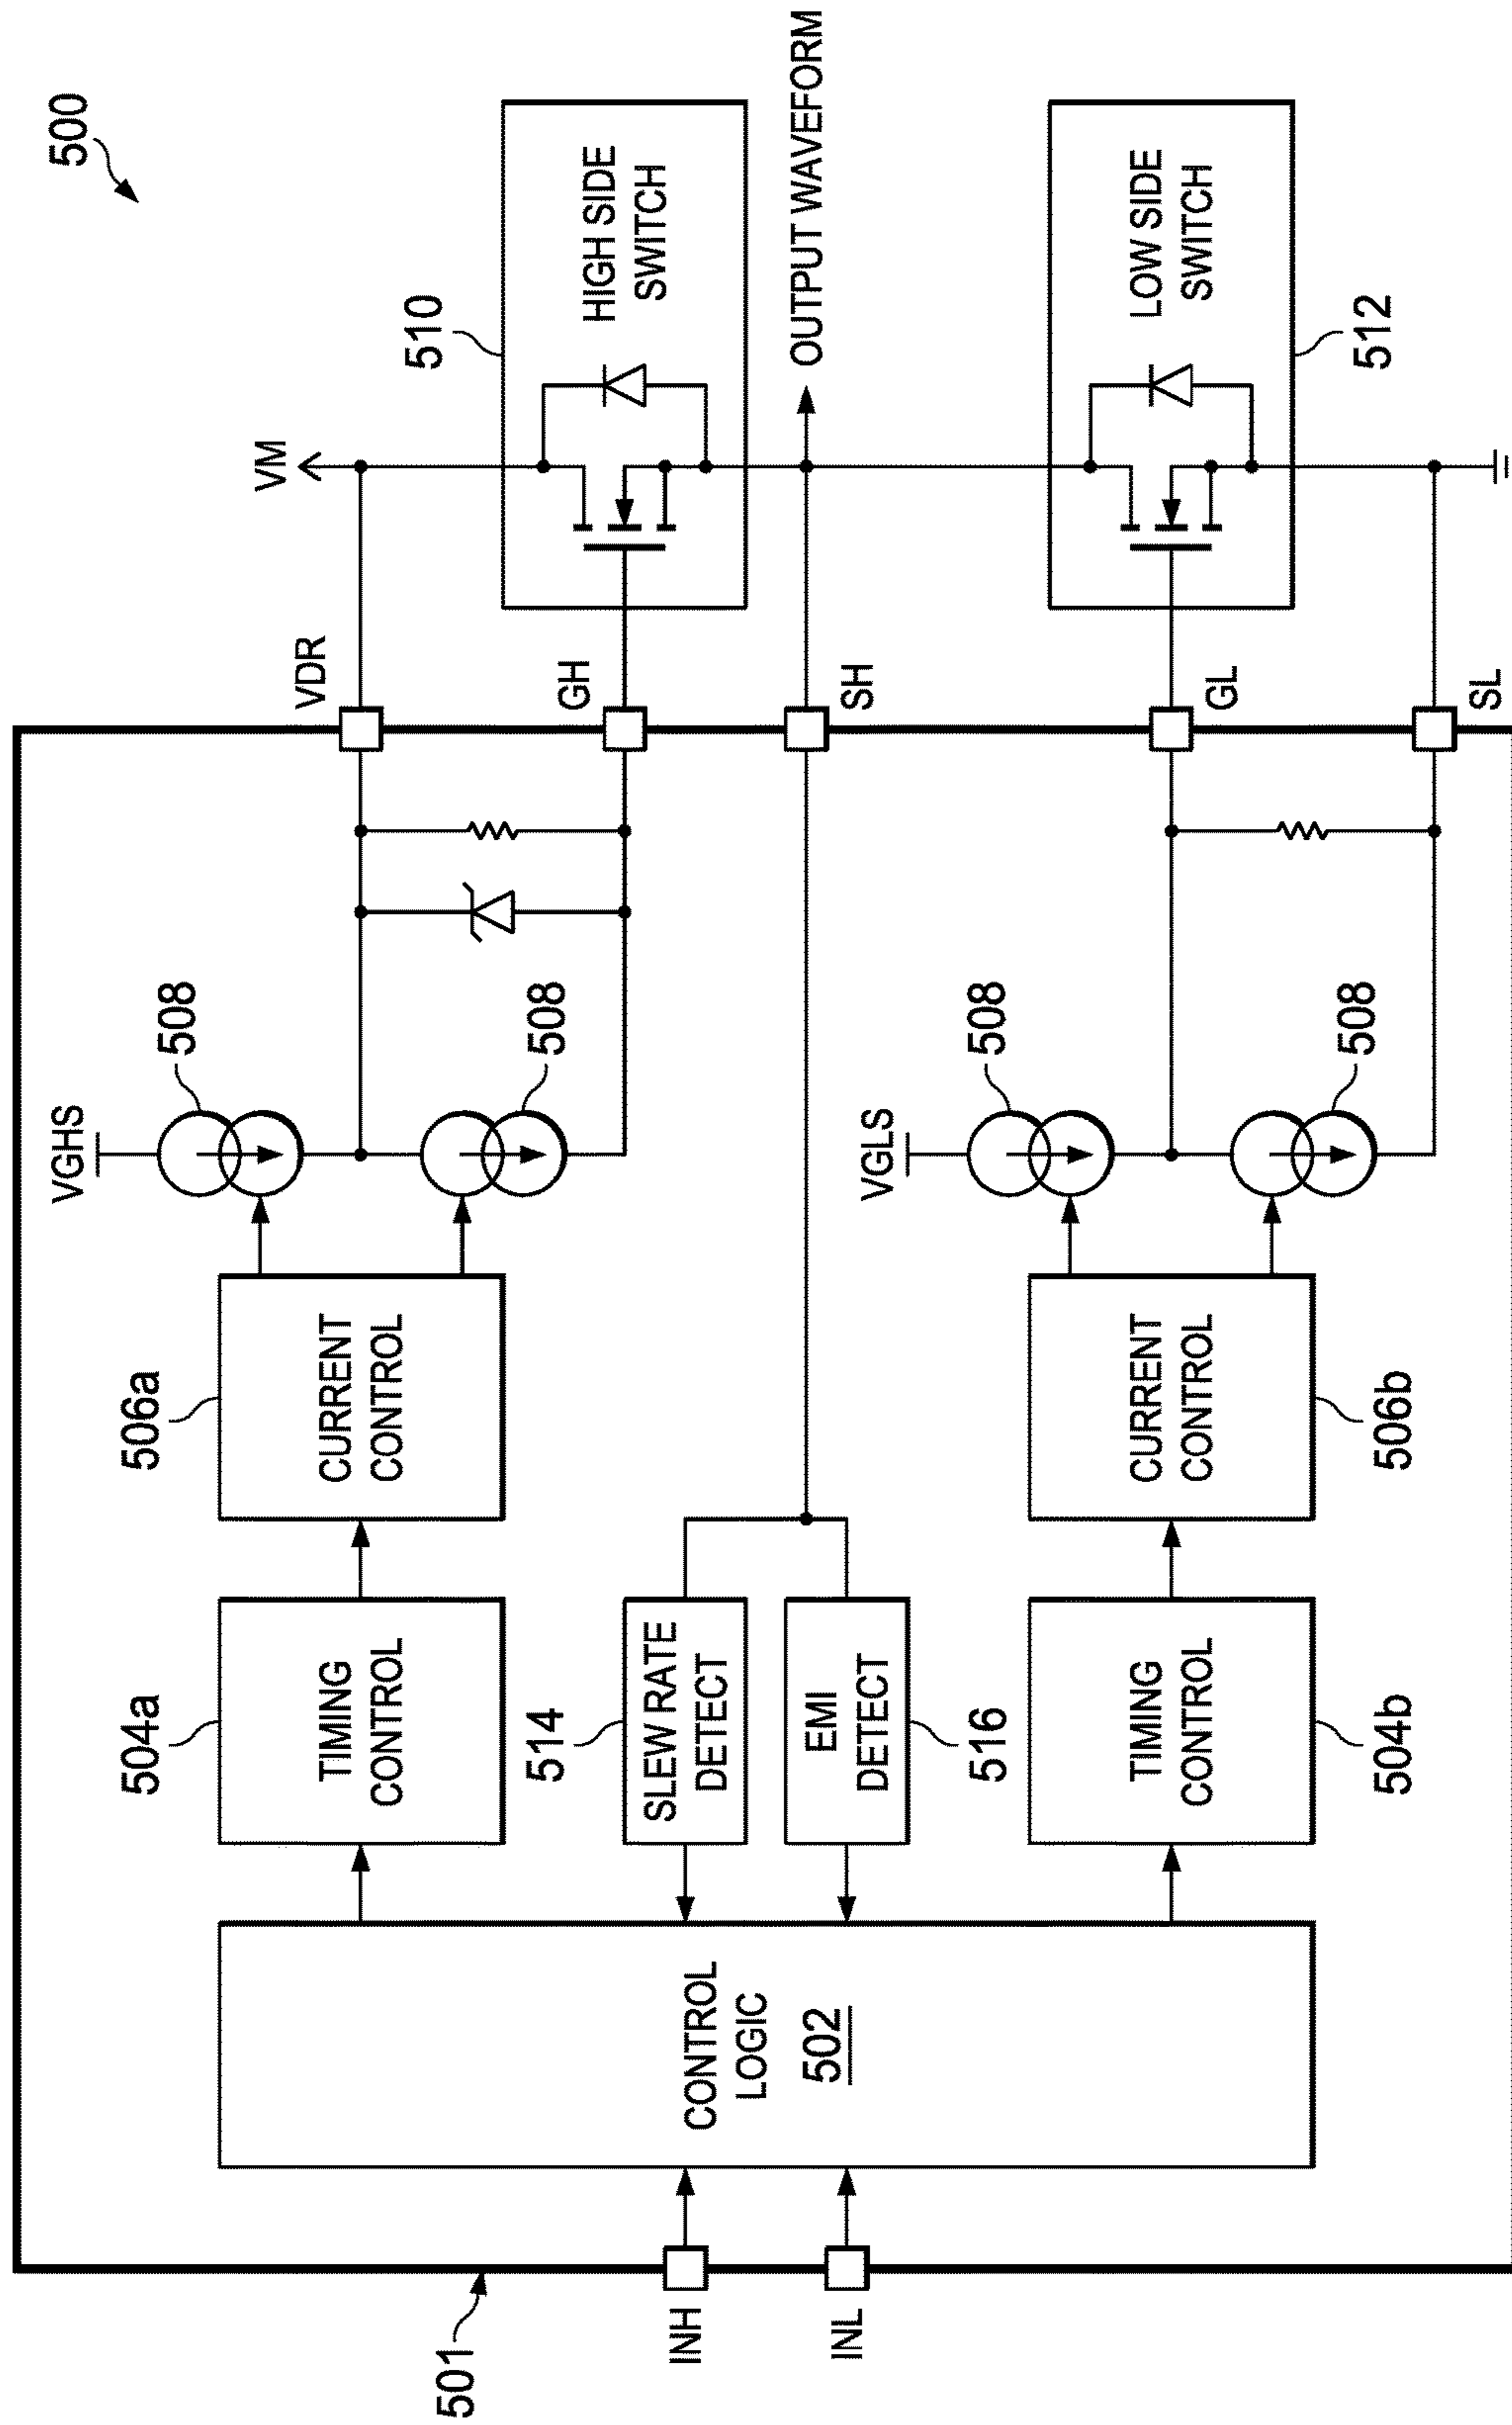 500
501
INH
INL
CONTROL
LOGIC
502
504a
TIMING
CONTROL
506a
CURRENT
CONTROL
VGHS
508
508
VDR
GH
VM
510
HIGH SIDE
SWITCH
514
SLEW RATE
DETECT
EMI
DETECT
516
SH
OUTPUT WAVEFORM
TIMING
CONTROL
504b
CURRENT
CONTROL
506b
VGLS
508
508
GL
SL
LOW SIDE
SWITCH
512